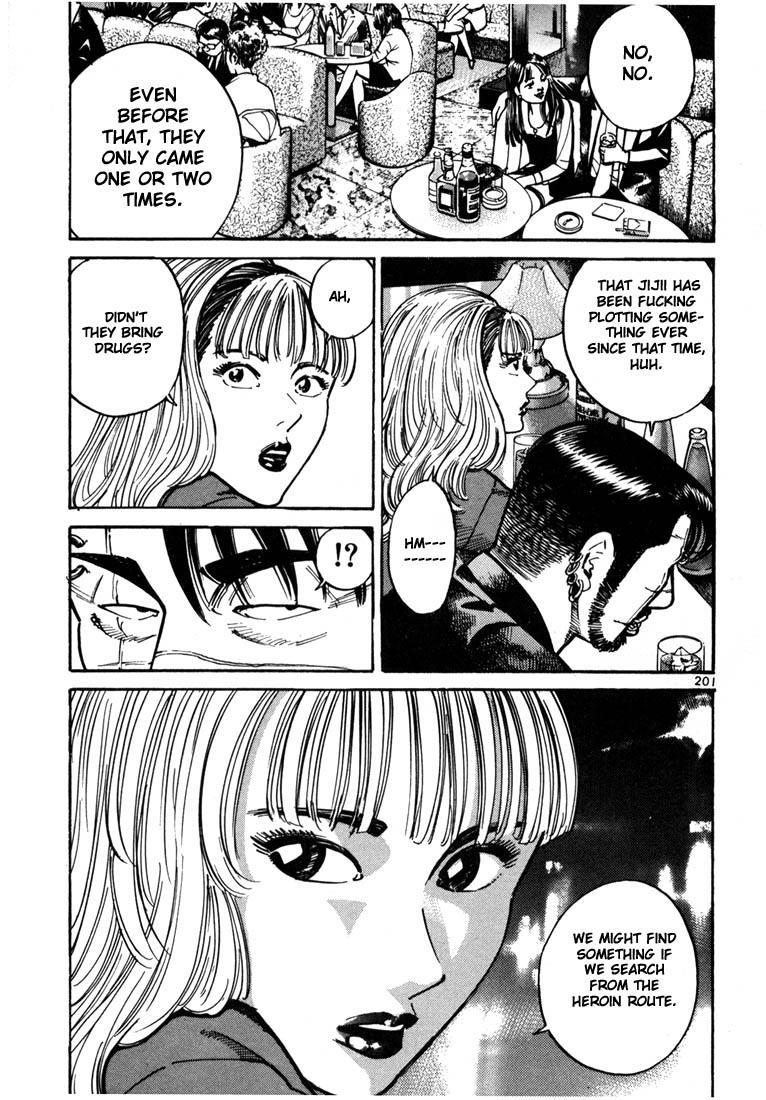 NO,
NO.
EVEN
BEFORE
THAT, THEY
ONLY CAME
ONE OR TWO
TIMES.
THAT JIJII HAS
BEEN FUCKING
PLOTTING SOME-
THING EVER
SINCE THAT TIME,
HUH.
HM---
------
AH,
DIDN'T
THEY BRING
DRUGS?
!?
201
WE MIGHT FIND
SOMETHING IF
WE SEARCH
FROM THE
HEROIN ROUTE.